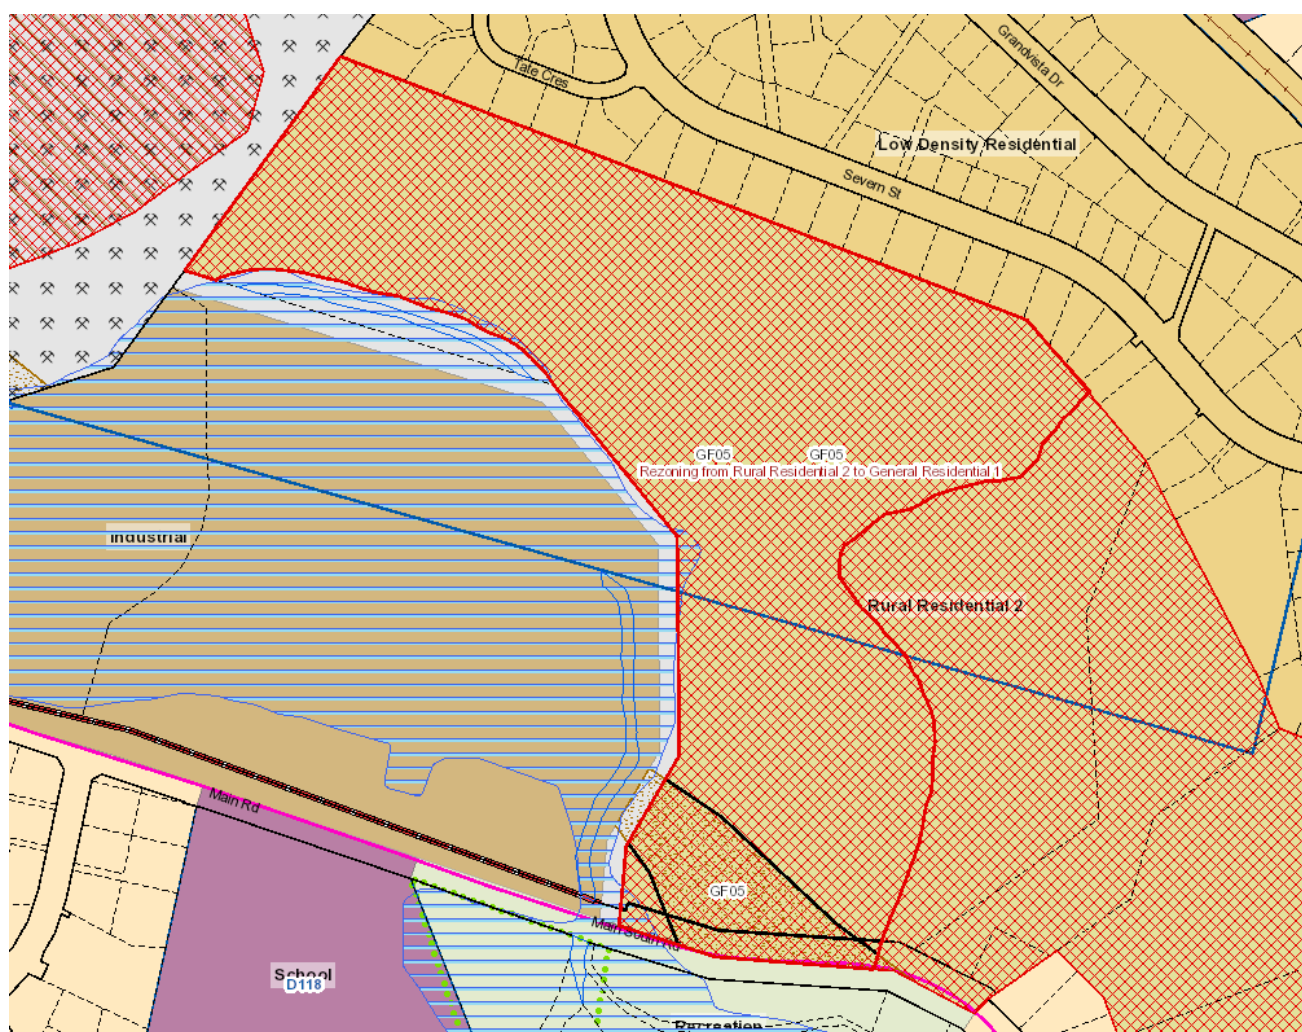 Grandvista Dr
Tate Cres
Low Density Residential
Severn St
GF05
GF05
Rezoning from Rural Residential 2 to General Residential 1
Industrial
Rural Residential 2
Main Rd
GF05
Main South Rd
School
D118
Recreation